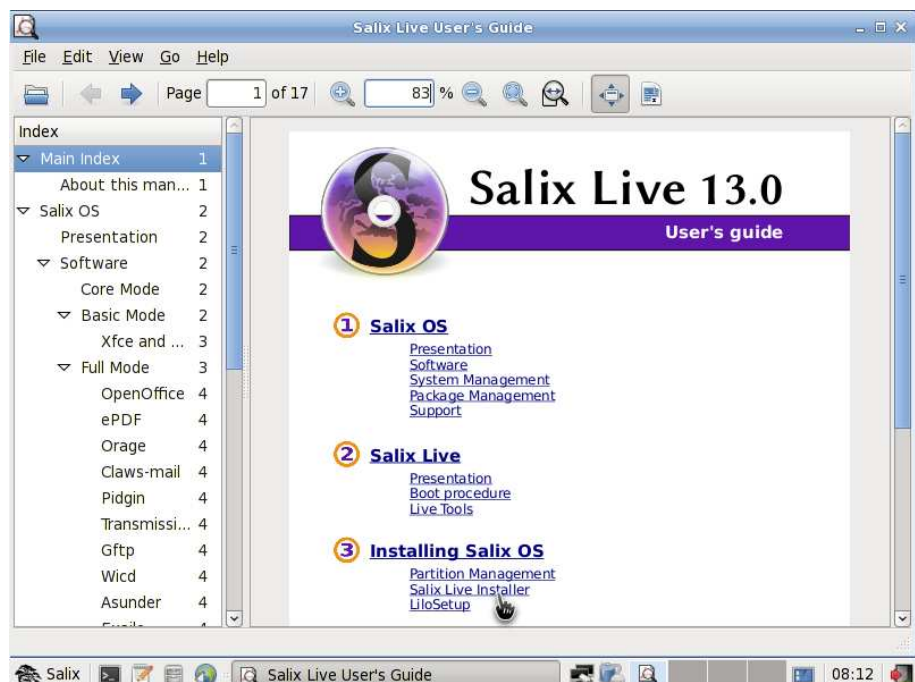 Salix Live User's Guide
File Edit View Go Help
Page 1 of 17 83 %
Index
Main Index 1
About this man... 1
Salix OS 2
Presentation 2
Software 2
Core Mode 2
Basic Mode 2
Xfce and ... 3
Full Mode 3
OpenOffice 4
ePDF 4
Orage 4
Claws-mail 4
Pidgin 4
Transmissi... 4
Gftp 4
Wicd 4
Asunder 4
S
Salix Live 13.0
User's guide
1 Salix OS
Presentation
Software
System Management
Package Management
Support
2 Salix Live
Presentation
Boot procedure
Live Tools
3 Installing Salix OS
Partition Management
Salix Live Installer
LiloSetup
Salix Salix Live User's Guide 08:12